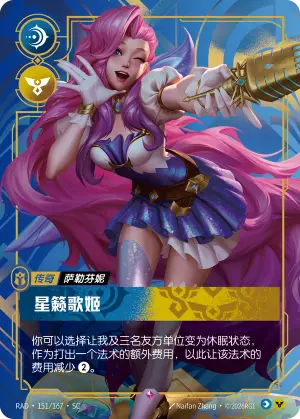 传奇 萨勒芬妮
星籁歌姬
你可以选择让我及三名友方单位变为休眠状态,
作为打出一个法术的额外费用,以此让该法术的
费用减少 2。
RAD • 151/167 • SC
Naifan Zhang • ©2026RGI